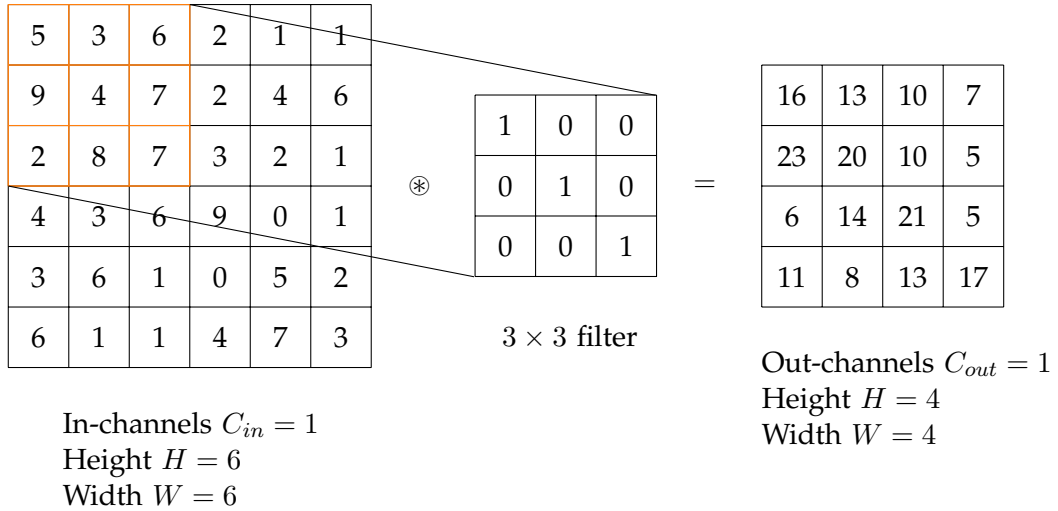 5 3 6 2 1 1
9 4 7 2 4 6
2 8 7 3 2 1
4 3 6 9 0 1
3 6 1 0 5 2
6 1 1 4 7 3
In-channels C_{in} = 1
Height H = 6
Width W = 6
⊛
1 0 0
0 1 0
0 0 1
3 × 3 filter
=
16 13 10 7
23 20 10 5
6 14 21 5
11 8 13 17
Out-channels C_{out} = 1
Height H = 4
Width W = 4